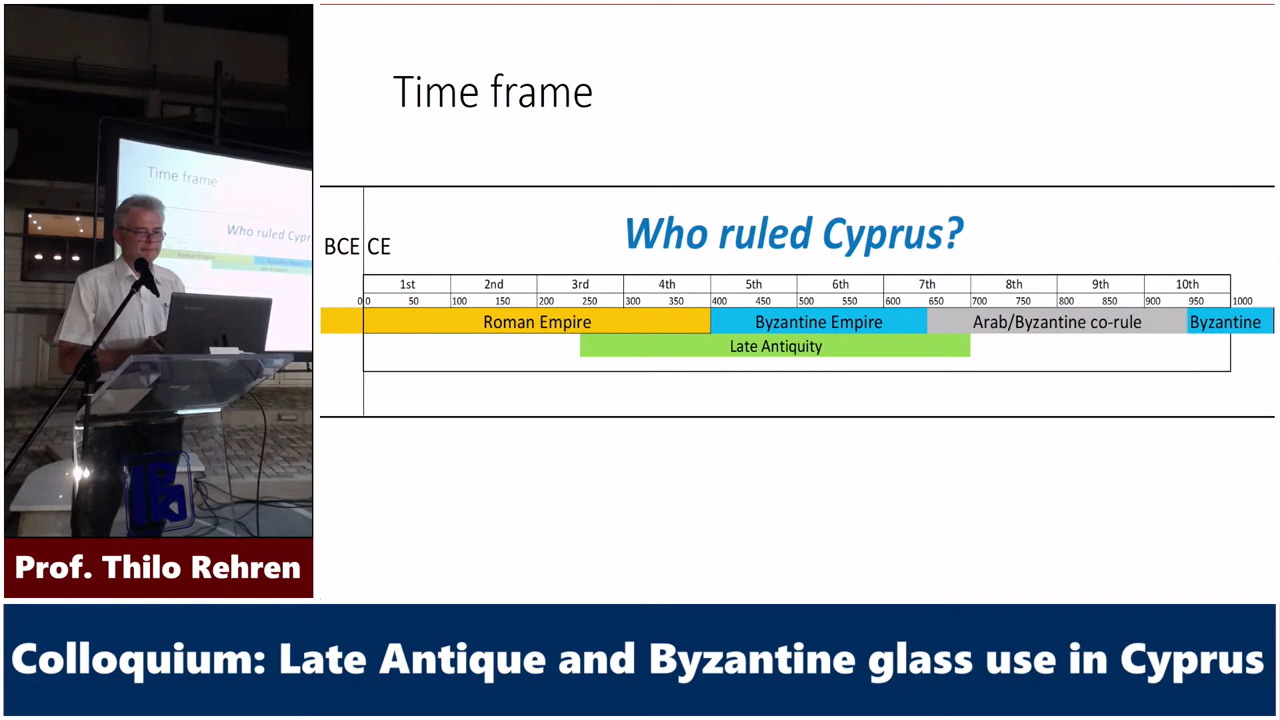 Time frame
Who ruled Cyprus?
BCE CE
1st 2nd 3rd 4th 5th 6th 7th 8th 9th 10th
0 0 50 100 150 200 250 300 350 400 450 500 550 600 650 700 750 800 850 900 950 1000
Roman Empire Byzantine Empire Arab/Byzantine co-rule Byzantine
Late Antiquity
Time frame
Who ruled Cypr
Roman Empire
Prof. Thilo Rehren
Colloquium: Late Antique and Byzantine glass use in Cyprus